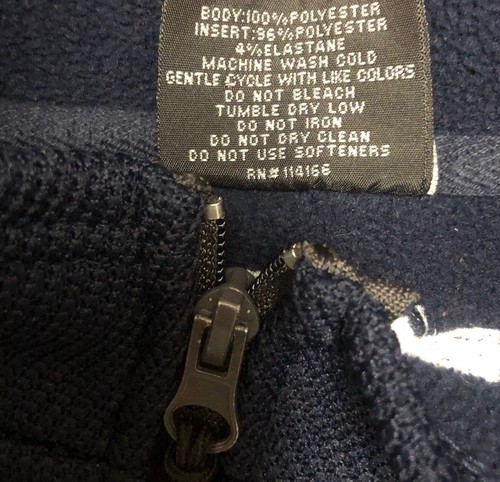 BODY:100% POLYESTER
INSERT:96% POLYESTER
4% ELASTANE
MACHINE WASH COLD
GENTLE CYCLE WITH LIKE COLORS
DO NOT BLEACH
TUMBLE DRY LOW
DO NOT IRON
DO NOT DRY CLEAN
DO NOT USE SOFTENERS
RN# 114166